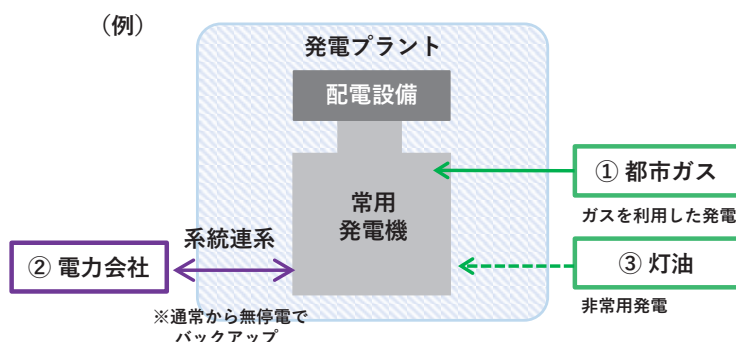 （例）
発電プラント
配電設備
常用
発電機
① 都市ガス
ガスを利用した発電
系統連系
② 電力会社
※通常から無停電で
バックアップ
③ 灯油
非常用発電